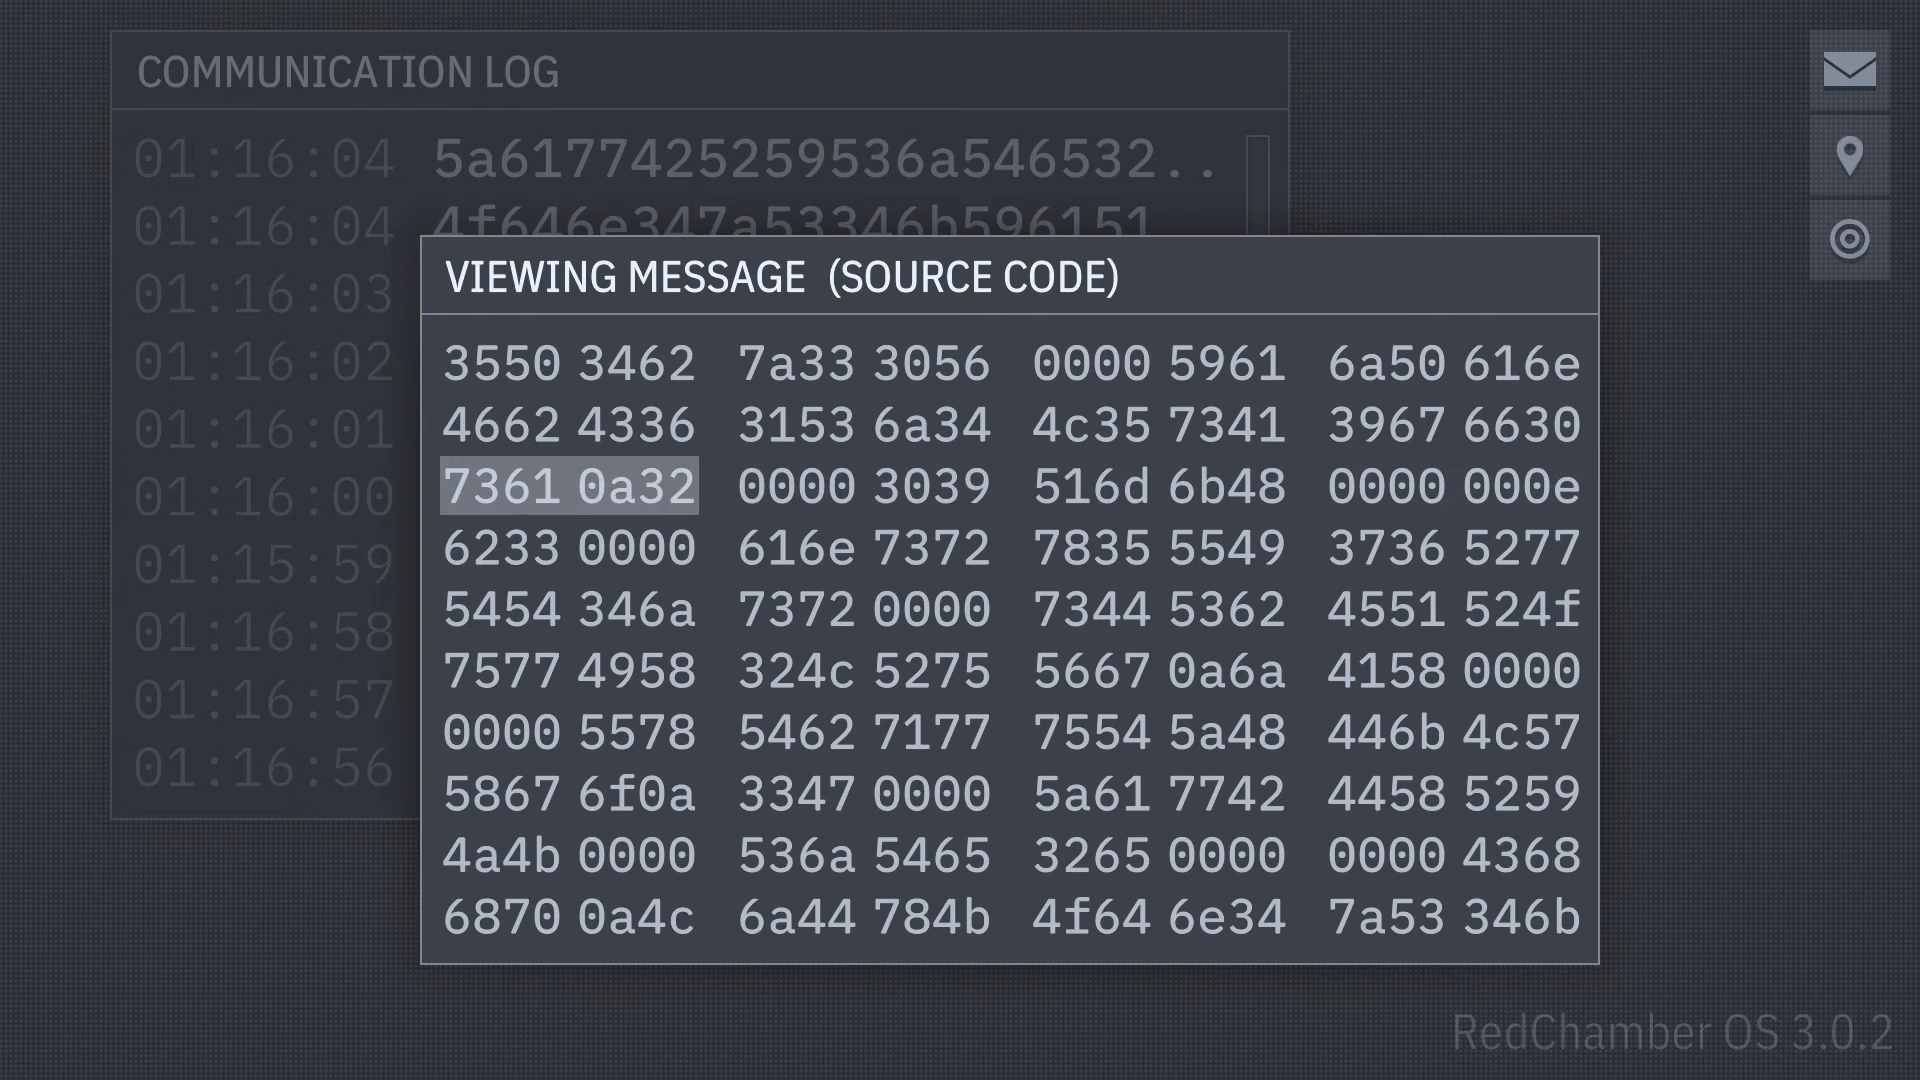 COMMUNICATION LOG
01:16:04 5a6177425259536a546532..
01:16:04 4f646e347a53346b596151
01:16:03
01:16:02
01:16:01
01:16:00
01:15:59
01:16:58
01:16:57
01:16:56
VIEWING MESSAGE (SOURCE CODE)
3550 3462 7a33 3056 0000 5961 6a50 616e
4662 4336 3153 6a34 4c35 7341 3967 6630
7361 0a32 0000 3039 516d 6b48 0000 000e
6233 0000 616e 7372 7835 5549 3736 5277
5454 346a 7372 0000 7344 5362 4551 524f
7577 4958 324c 5275 5667 0a6a 4158 0000
0000 5578 5462 7177 7554 5a48 446b 4c57
5867 6f0a 3347 0000 5a61 7742 4458 5259
4a4b 0000 536a 5465 3265 0000 0000 4368
6870 0a4c 6a44 784b 4f64 6e34 7a53 346b
RedChamber OS 3.0.2